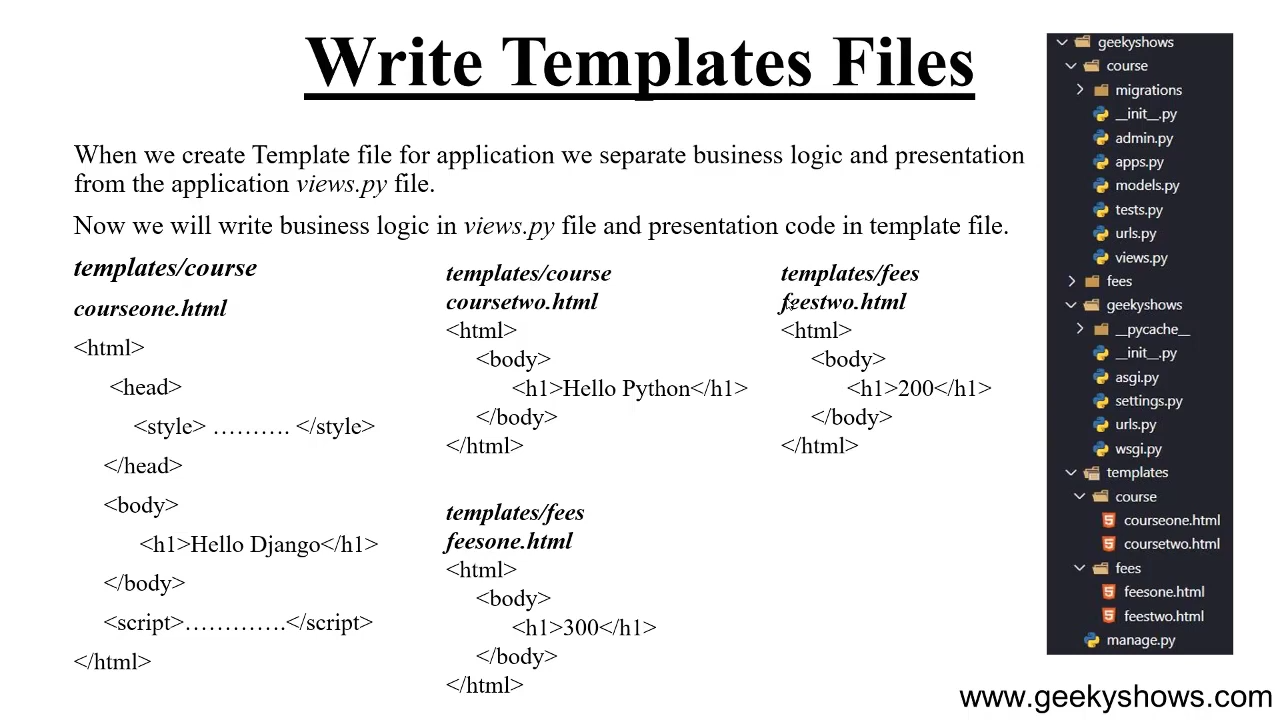 Write Templates Files
When we create Template file for application we separate business logic and presentation
from the application views.py file.
Now we will write business logic in views.py file and presentation code in template file.
templates/course
courseone.html
<html>
<head>
<style> ………. </style>
</head>
<body>
<h1>Hello Django</h1>
</body>
<script>………….</script>
</html>
templates/course
coursetwo.html
<html>
<body>
<h1>Hello Python</h1>
</body>
</html>
templates/fees
feesone.html
<html>
<body>
<h1>300</h1>
</body>
</html>
templates/fees
feestwo.html
<html>
<body>
<h1>200</h1>
</body>
</html>
geekyshows
course
migrations
__init__.py
admin.py
apps.py
models.py
tests.py
urls.py
views.py
fees
geekyshows
__pycache__
__init__.py
asgi.py
settings.py
urls.py
wsgi.py
templates
course
courseone.html
coursetwo.html
fees
feesone.html
feestwo.html
manage.py
www.geekyshows.com